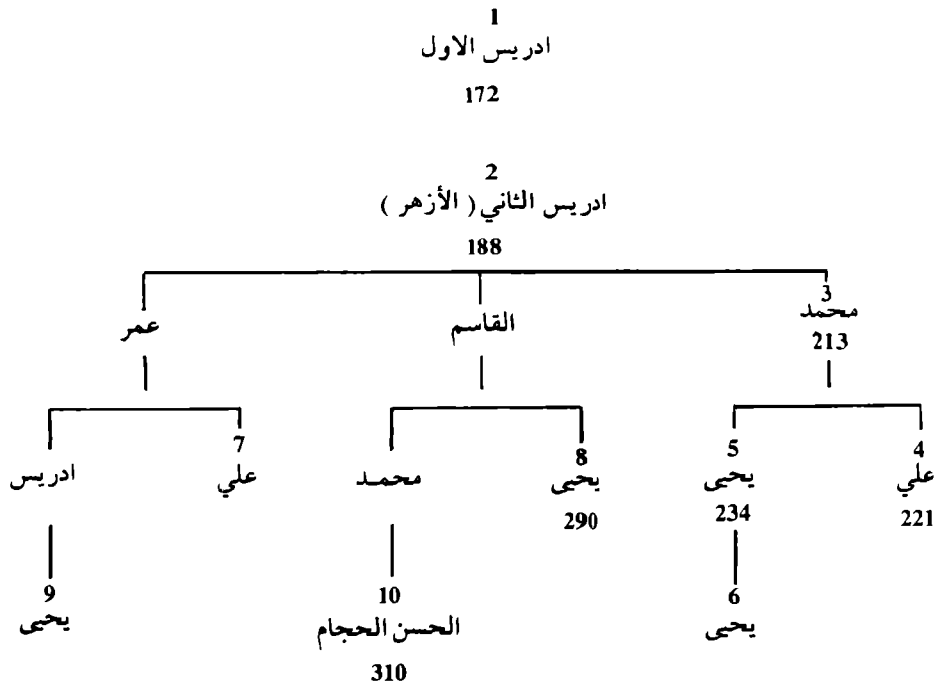 1
ادريس الاول
172
2
ادريس الثاني ( الأزهر )
188
3
محمد
213
القاسم
عمر
4
علي
221
5
يحيى
234
8
يحيى
290
محمـد
7
علي
ادريس
6
يحيى
10
الحسن الحجام
310
9
يحيى